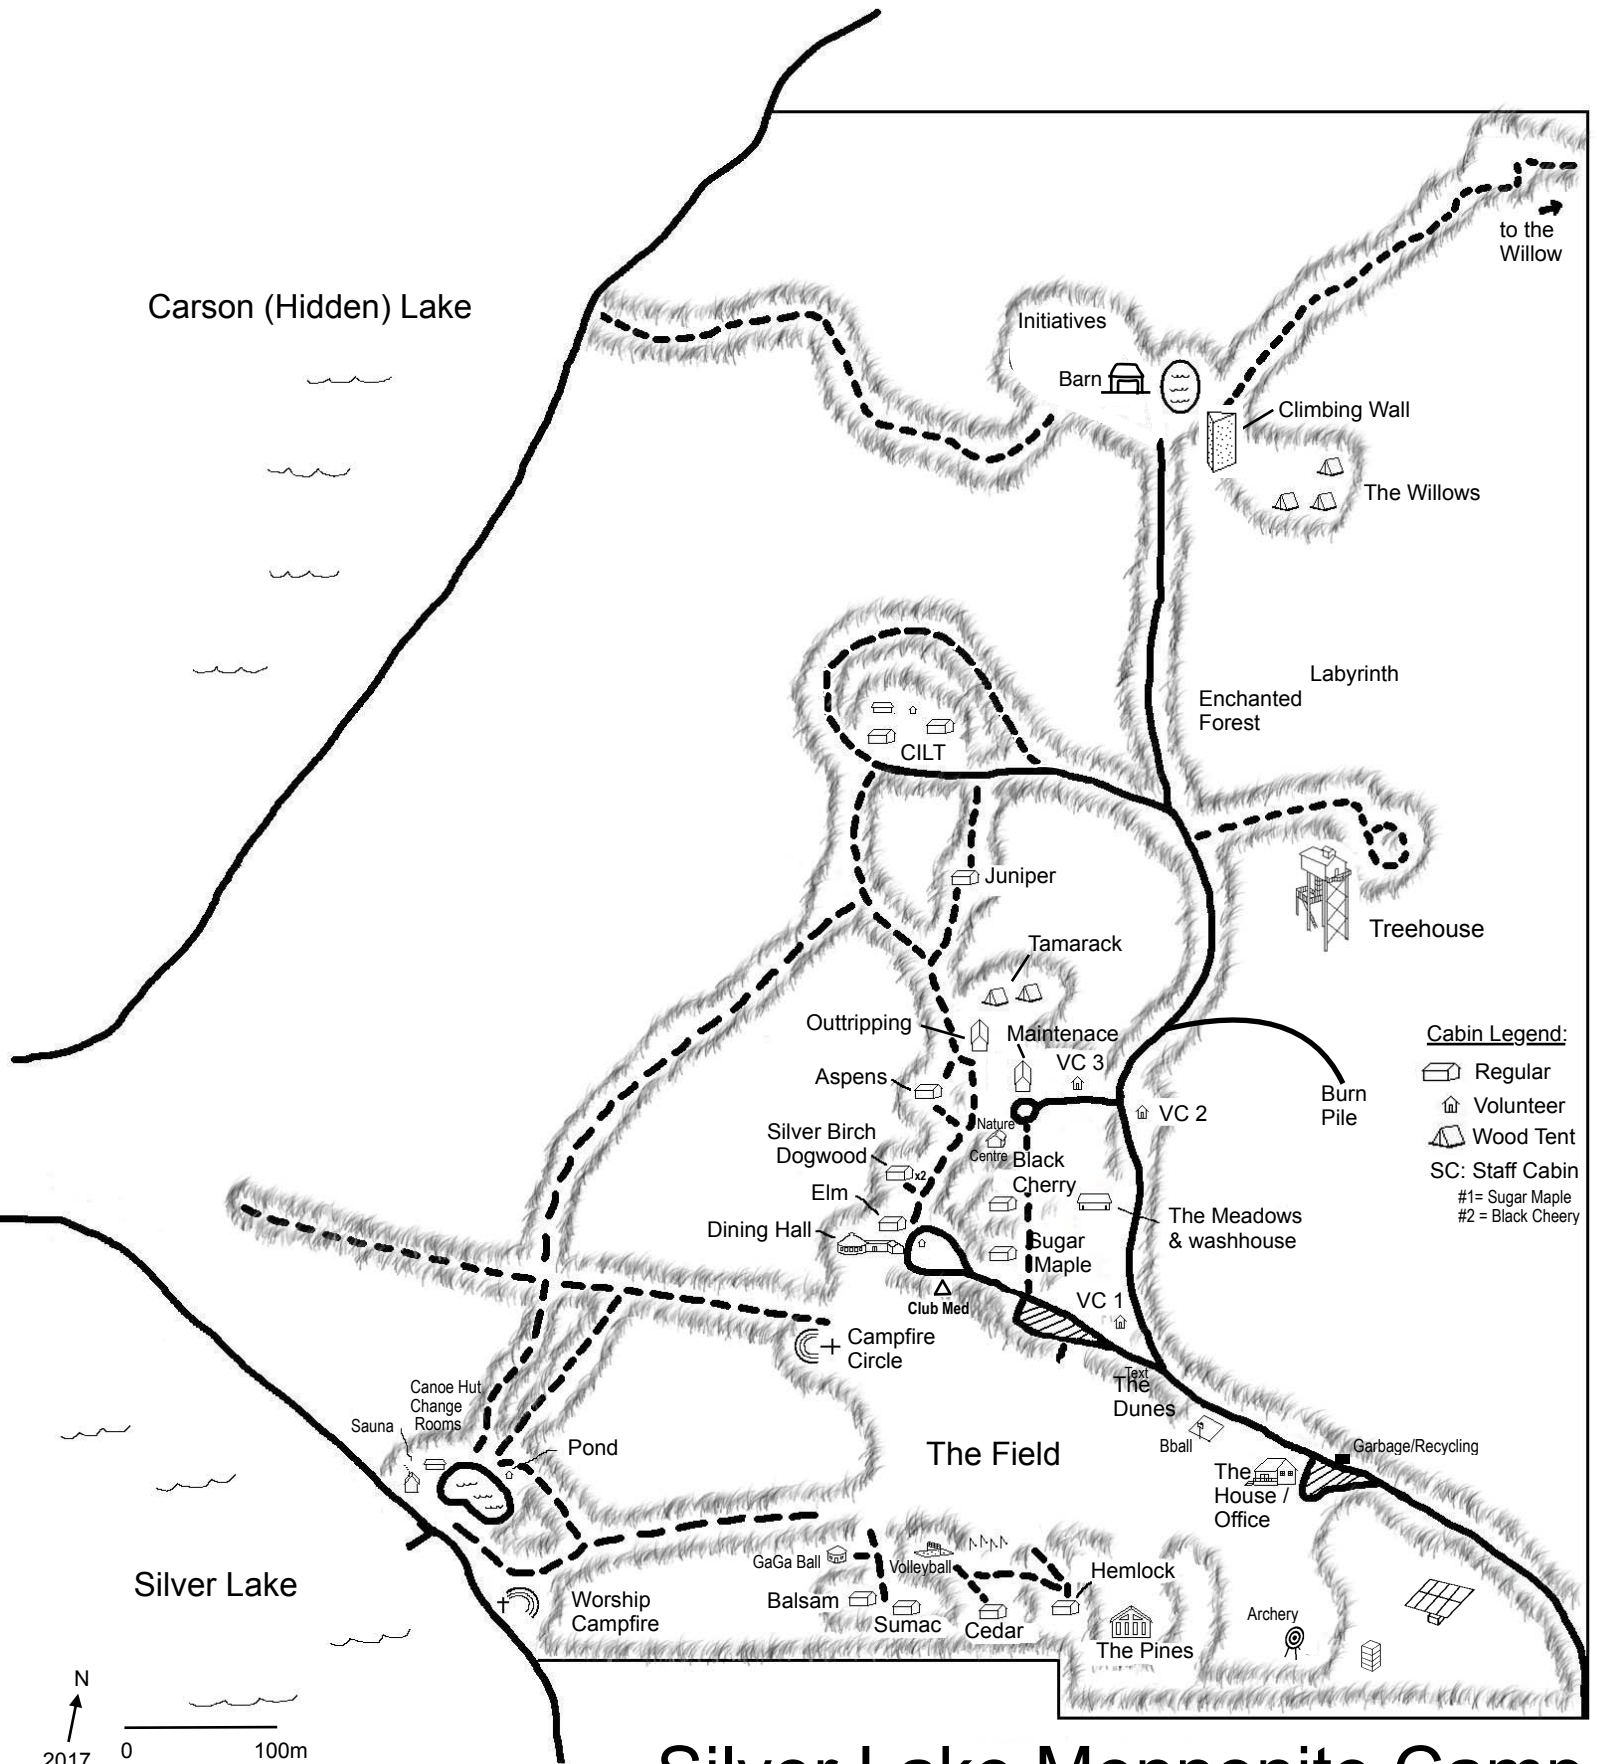 to the
Willow
Carson (Hidden) Lake
Initiatives
Barn
Climbing Wall
The Willows
Labyrinth
Enchanted
Forest
CILT
Juniper
Treehouse
Tamarack
Outtripping
Maintenace
VC 3
Aspens
VC 2
Burn
Pile
Cabin Legend:
Regular
Volunteer
Wood Tent
SC: Staff Cabin
#1= Sugar Maple
#2 = Black Cheery
Nature
Centre
Silver Birch
Dogwood
x2
Black
Cherry
Elm
Dining Hall
The Meadows
& washhouse
Sugar
Maple
Club Med
VC 1
Campfire
Circle
Text
The
Dunes
Canoe Hut
Change
Rooms
Sauna
Pond
The Field
Bball
Garbage/Recycling
The
House /
Office
GaGa Ball
Volleyball
Hemlock
Silver Lake
Worship
Campfire
Balsam
Sumac
Cedar
The Pines
Archery
N
2017
0 100m
Silver Lake Mennonite Camp